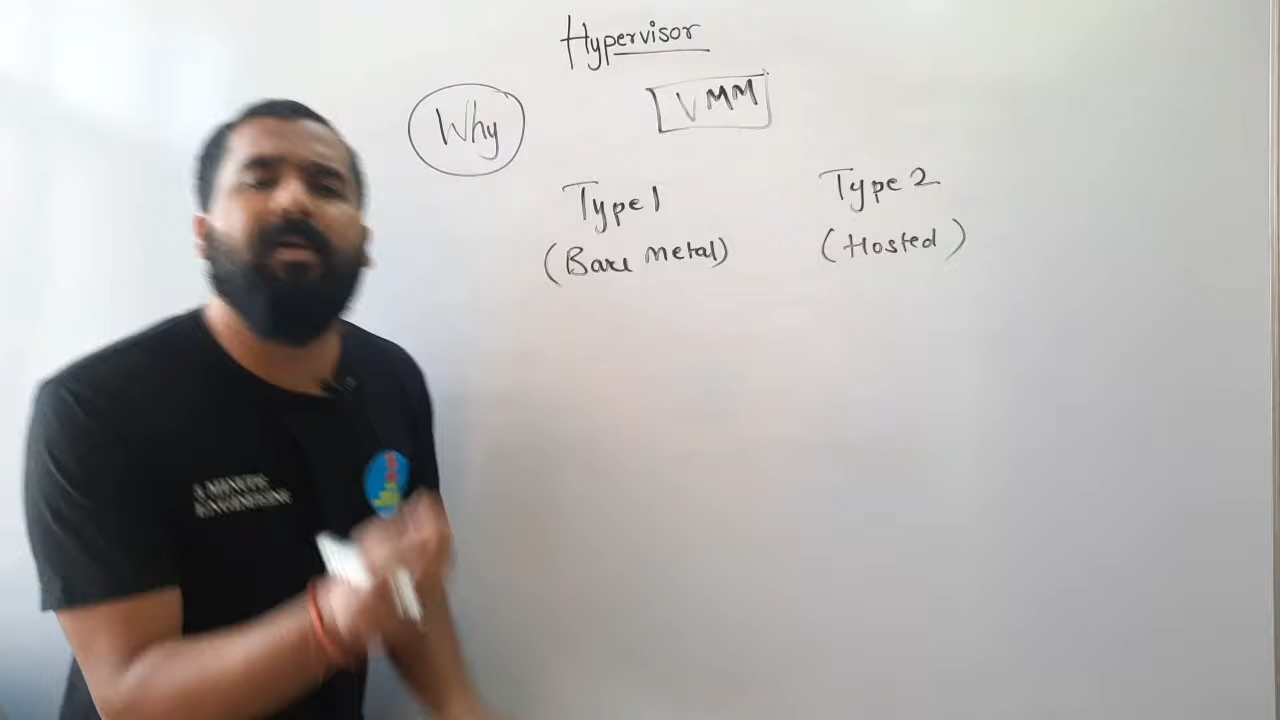 Hypervisor
Why
VMM
Type 1
Type 2
(Bare Metal)
(Hosted)